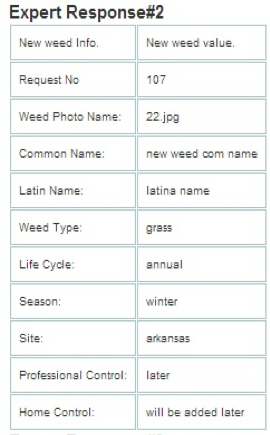 Expert Response#2
New weed Info. New weed value.
Request No 107
Weed Photo Name: 22.jpg
Common Name: new weed com name
Latin Name: latina name
Weed Type: grass
Life Cycle: annual
Season: winter
Site: arkansas
Professional Control: later
Home Control: will be added later